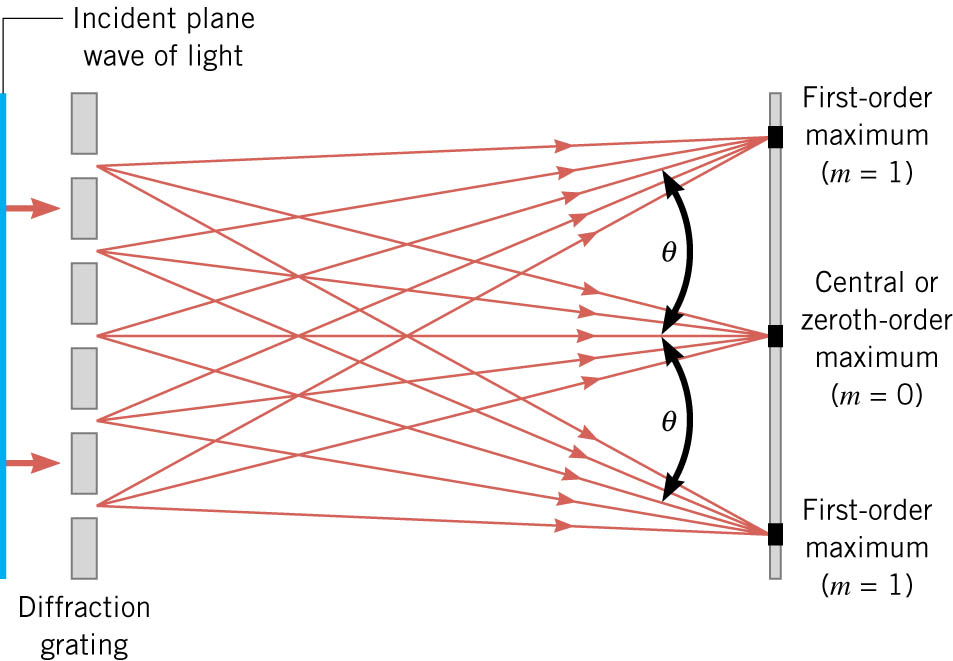 Incident plane
wave of light
First-order
maximum
(m = 1)
θ
Central or
zeroth-order
maximum
(m = 0)
θ
First-order
maximum
(m = 1)
Diffraction
grating